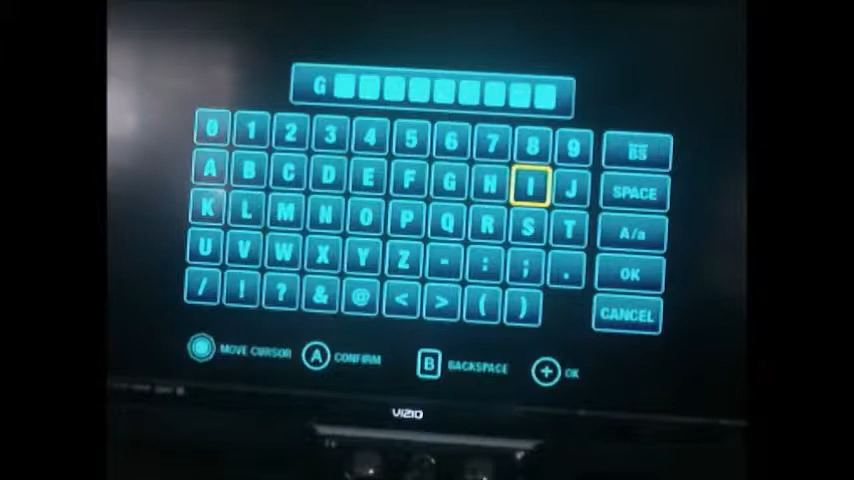 G
0 1 2 3 4 5 6 7 8 9 BS
A B C D E F G H I J SPACE
K L M N O P Q R S T A/a
U V W X Y Z - : ; . OK
/ ! ? & @ < > ( ) CANCEL
MOVE CURSOR A CONFIRM B BACKSPACE + OK
VIZIO